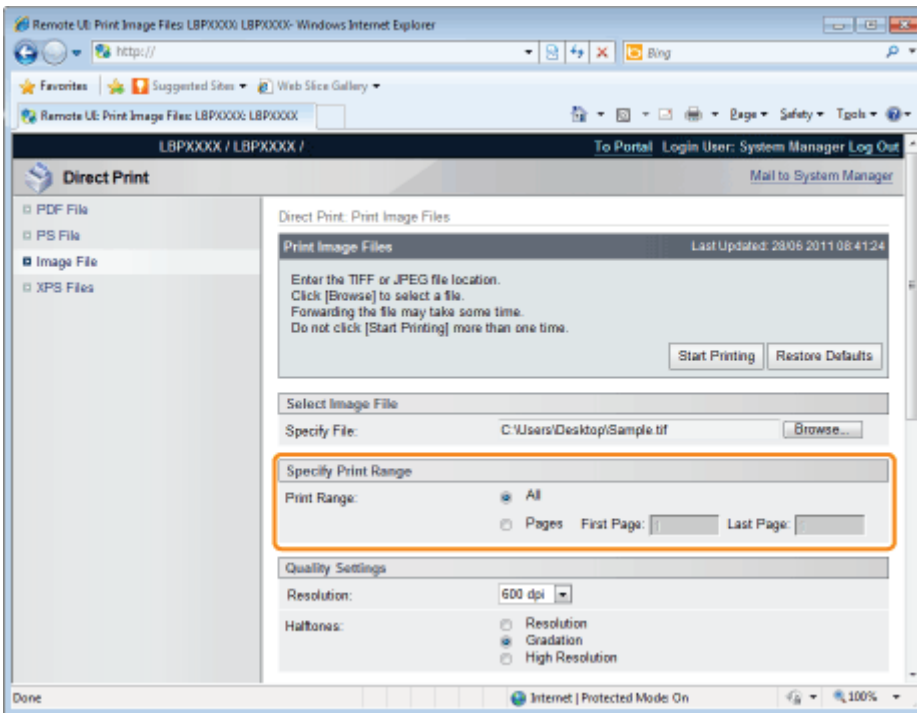 Remote UI: Print Image Files: LBPXXXX: LBPXXXX- Windows Internet Explorer
http://
Bing
Favorites Suggested Sites Web Slice Gallery
Remote UI: Print Image Files: LBPXXXX: LBPXXXX
Page Safety Tools
LBPXXXX / LBPXXXX / To Portal Login User: System Manager Log Out
Direct Print Mail to System Manager
PDF File
PS File
Image File
XPS Files
Direct Print: Print Image Files
Print Image Files Last Updated: 28/06 2011 08:41:24
Enter the TIFF or JPEG file location.
Click [Browse] to select a file.
Forwarding the file may take some time.
Do not click [Start Printing] more than one time.
Start Printing Restore Defaults
Select Image File
Specify File: C:\Users\Desktop\Sample.tif Browse...
Specify Print Range
Print Range: All
Pages First Page: Last Page:
Quality Settings
Resolution: 600 dpi
Halftones: Resolution
Gradation
High Resolution
Done Internet | Protected Mode: On 100%